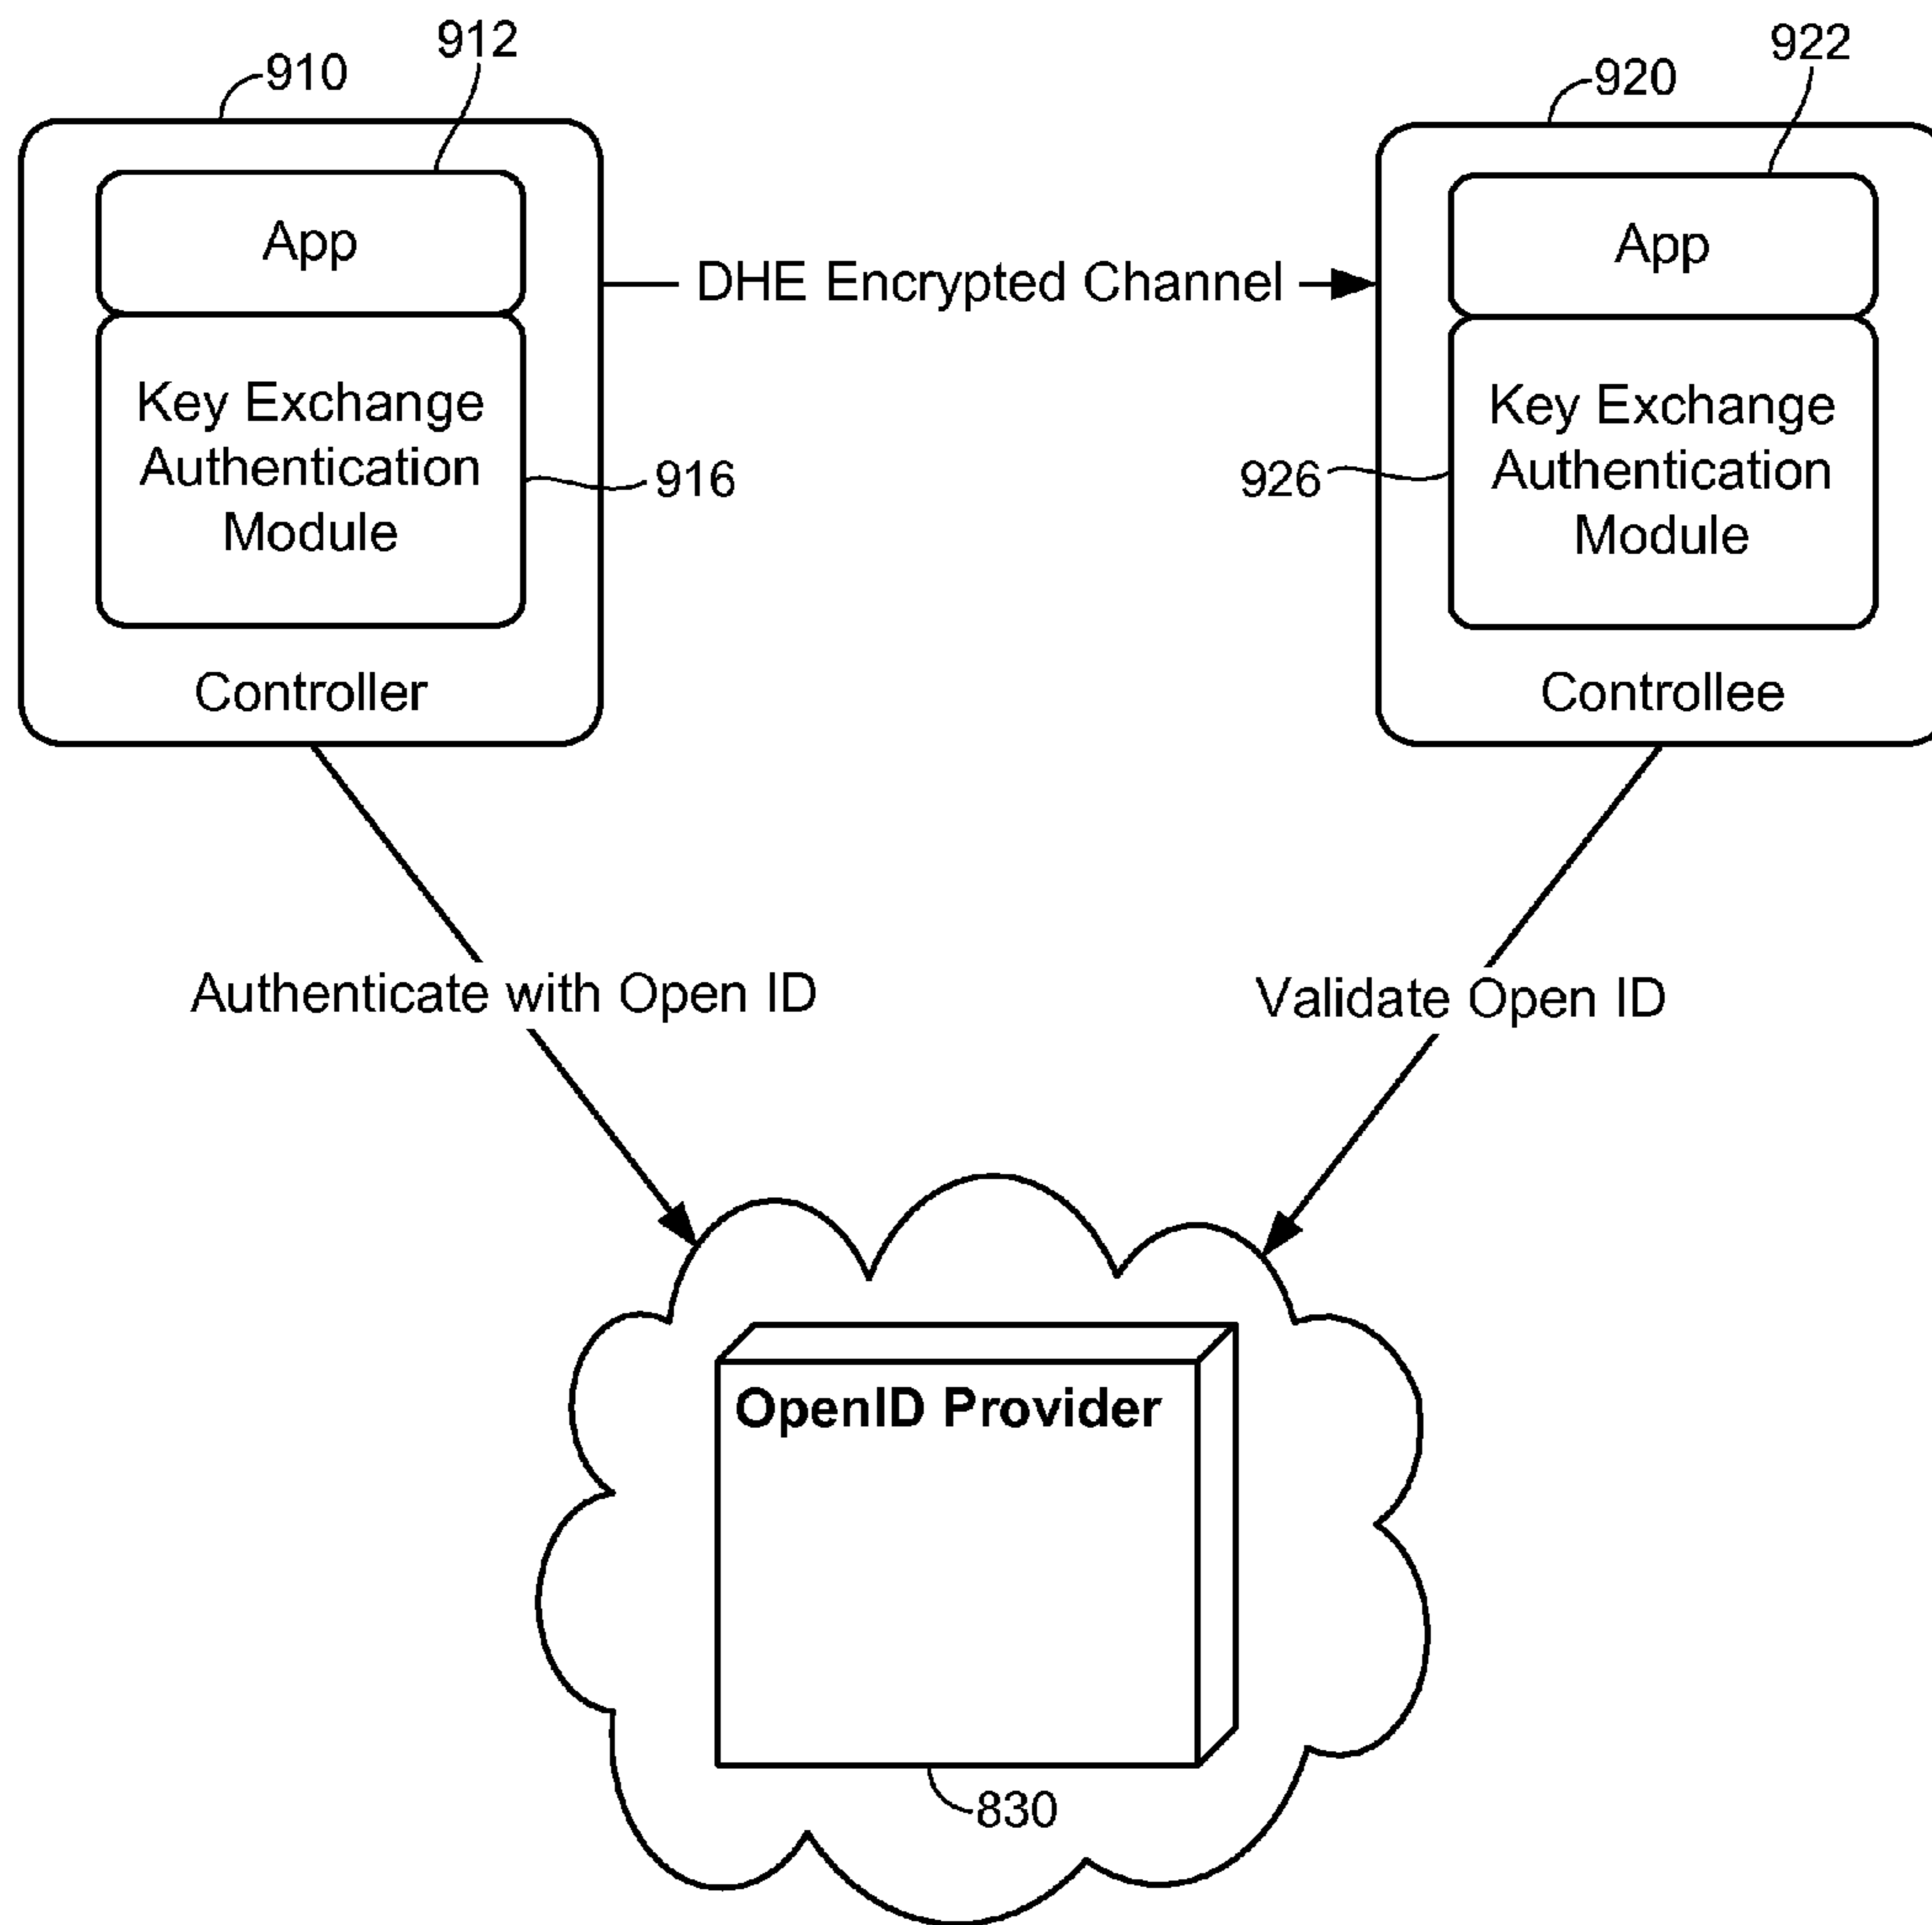 912
910
922
920
App
App
DHE Encrypted Channel
Key Exchange
Authentication
Module
916
Key Exchange
Authentication
Module
926
Controller
Controllee
Authenticate with Open ID
Validate Open ID
OpenID Provider
830